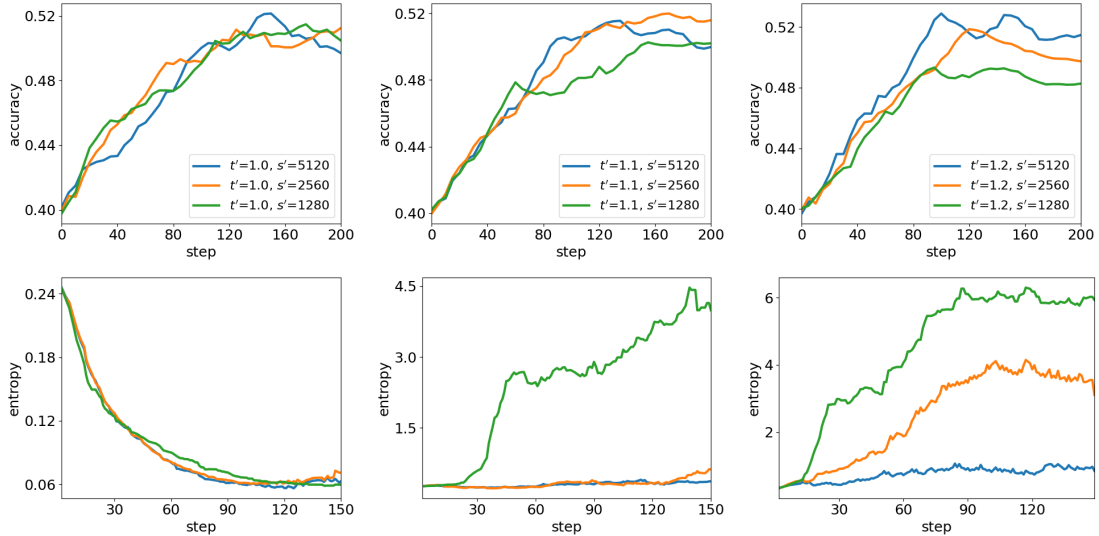 0.52
0.48
0.44
0.40
accuracy
t′=1.0, s′=5120
t′=1.0, s′=2560
t′=1.0, s′=1280
0 40 80 120 160 200
step
0.52
0.48
0.44
0.40
accuracy
t′=1.1, s′=5120
t′=1.1, s′=2560
t′=1.1, s′=1280
0 40 80 120 160 200
step
0.52
0.48
0.44
0.40
accuracy
t′=1.2, s′=5120
t′=1.2, s′=2560
t′=1.2, s′=1280
0 40 80 120 160 200
step
0.24
0.18
0.12
0.06
entropy
30 60 90 120 150
step
4.5
3.0
1.5
entropy
30 60 90 120 150
step
6
4
2
entropy
30 60 90 120
step